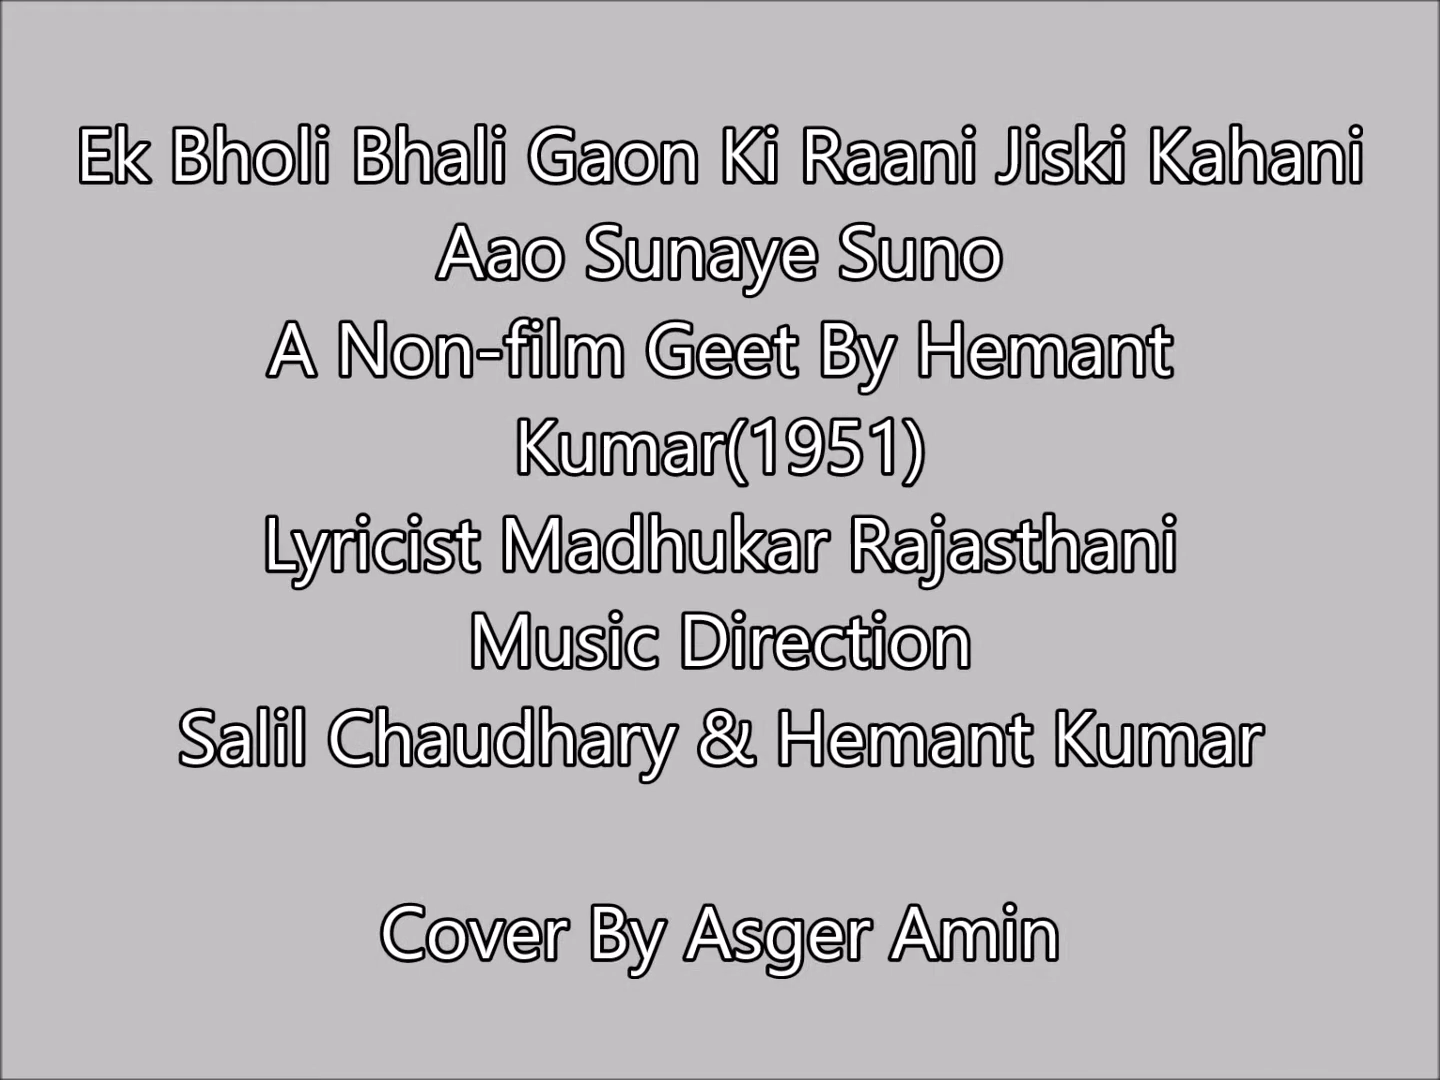 Ek Bholi Bhali Gaon Ki Raani Jiski Kahani
Aao Sunaye Suno
A Non-film Geet By Hemant
Kumar(1951)
Lyricist Madhukar Rajasthani
Music Direction
Salil Chaudhary & Hemant Kumar
Cover By Asger Amin